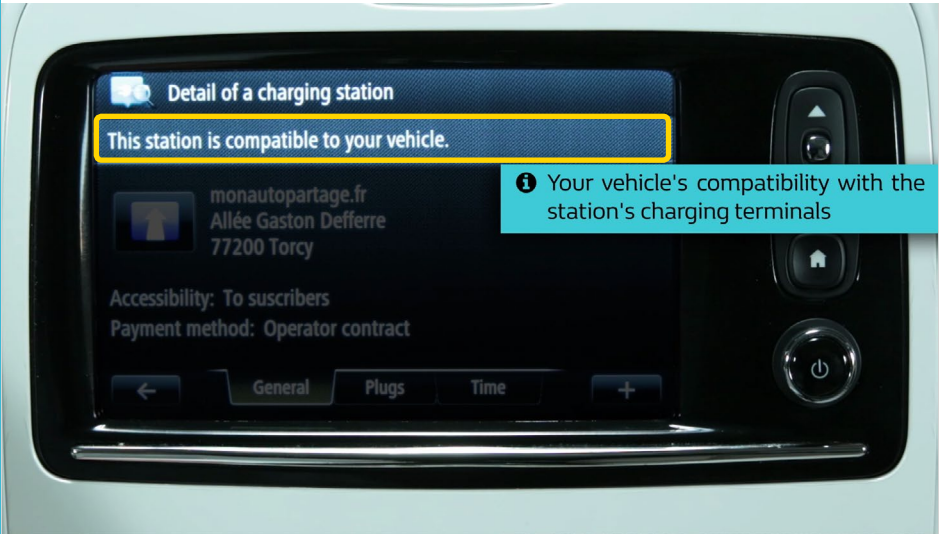 Detail of a charging station
This station is compatible to your vehicle.
Your vehicle's compatibility with the
station's charging terminals
monautopartage.fr
Allée Gaston Defferre
77200 Torcy
Accessibility: To suscribers
Payment method: Operator contract
General Plugs Time